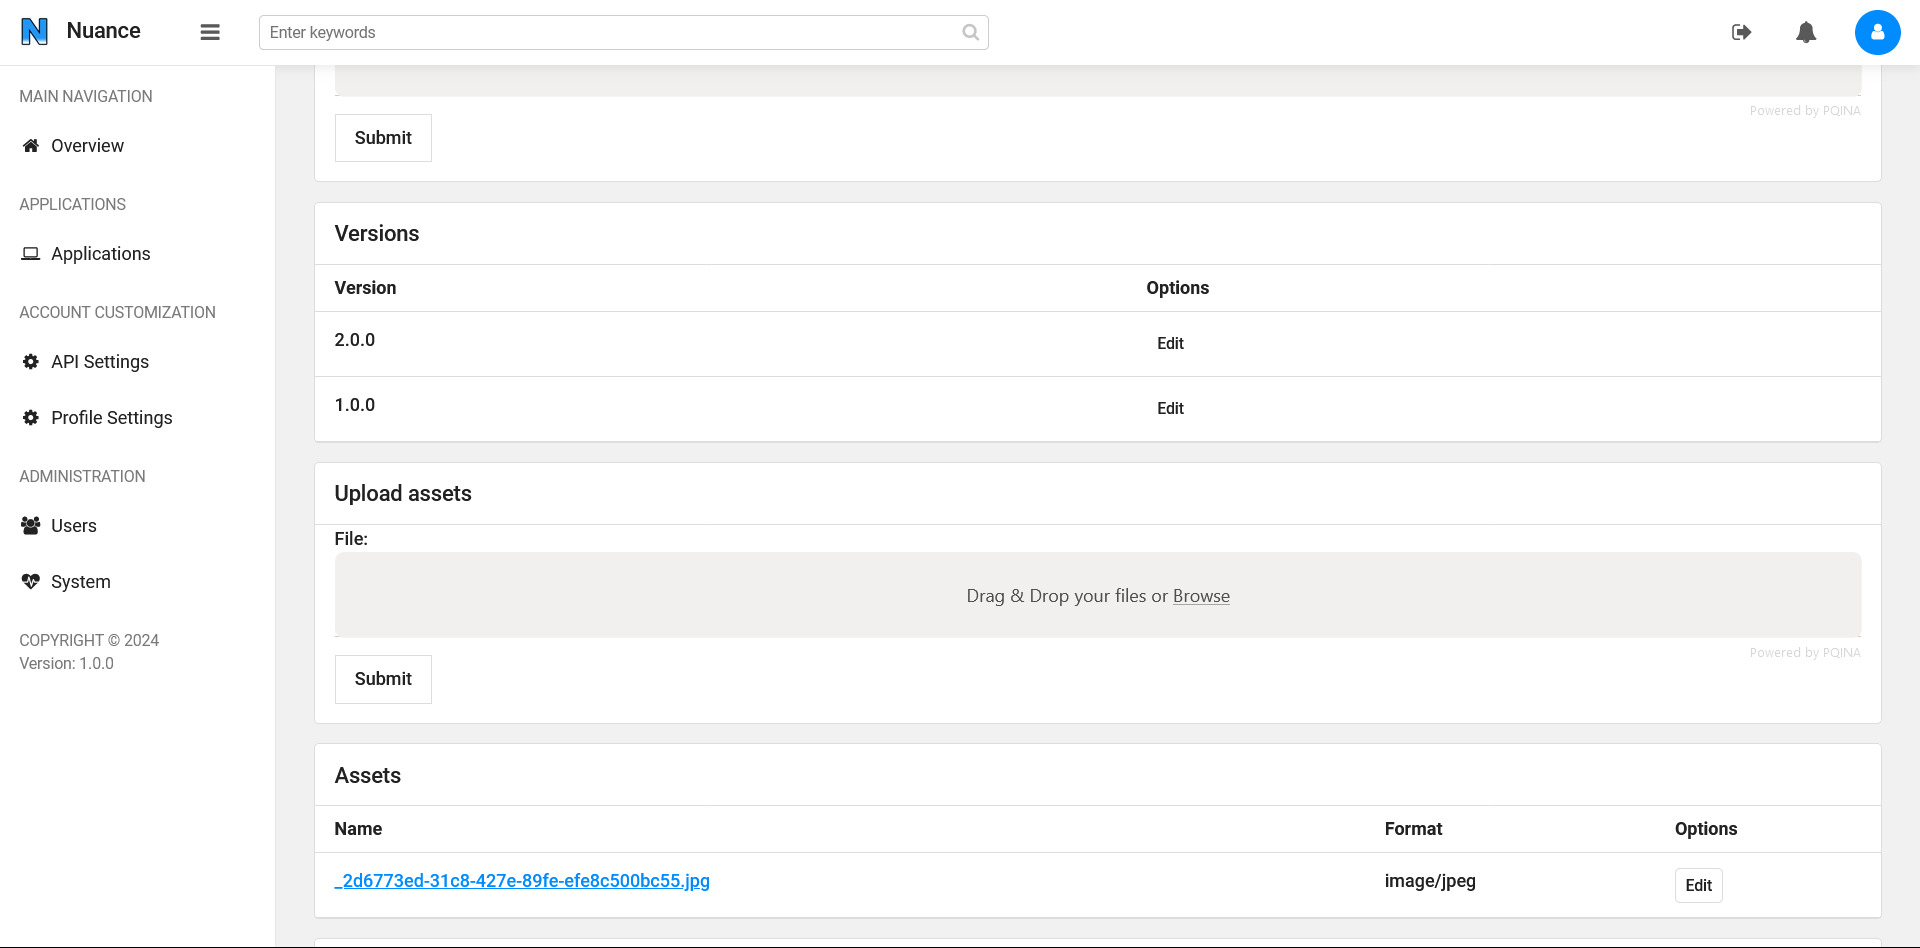 Nuance
Enter keywords
MAIN NAVIGATION
Overview
APPLICATIONS
Applications
ACCOUNT CUSTOMIZATION
API Settings
Profile Settings
ADMINISTRATION
Users
System
COPYRIGHT © 2024
Version: 1.0.0
Powered by PQINA
Submit
Versions
Version Options
2.0.0 Edit
1.0.0 Edit
Upload assets
File:
Drag & Drop your files or Browse
Powered by PQINA
Submit
Assets
Name Format Options
_2d6773ed-31c8-427e-89fe-efe8c500bc55.jpg image/jpeg Edit